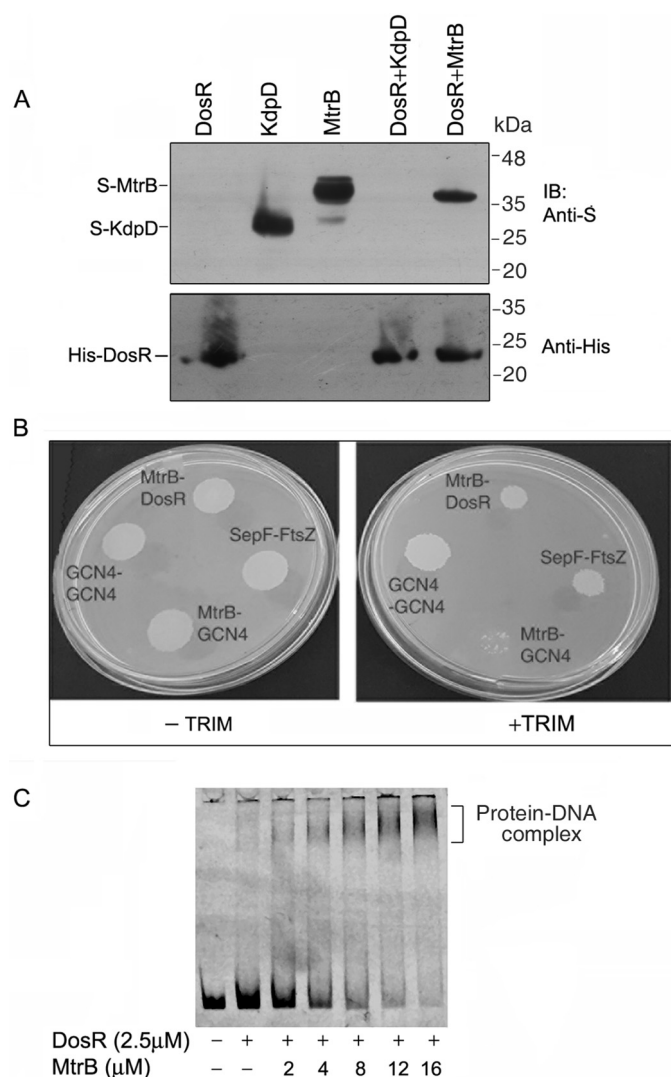 A
DosR
KdpD
MtrB
DosR+KdpD
DosR+MtrB
kDa
S-MtrB
S-KdpD
48
35
25
20
IB:
Anti-S
His-DosR
35
25
20
Anti-His
B
MtrB-
DosR
SepF-FtsZ
GCN4-
GCN4
MtrB-
GCN4
– TRIM
MtrB-
DosR
SepF-FtsZ
GCN4
-GCN4
MtrB-
GCN4
+TRIM
C
Protein-DNA
complex
DosR (2.5µM) – + + + + + +
MtrB (µM) – – 2 4 8 12 16